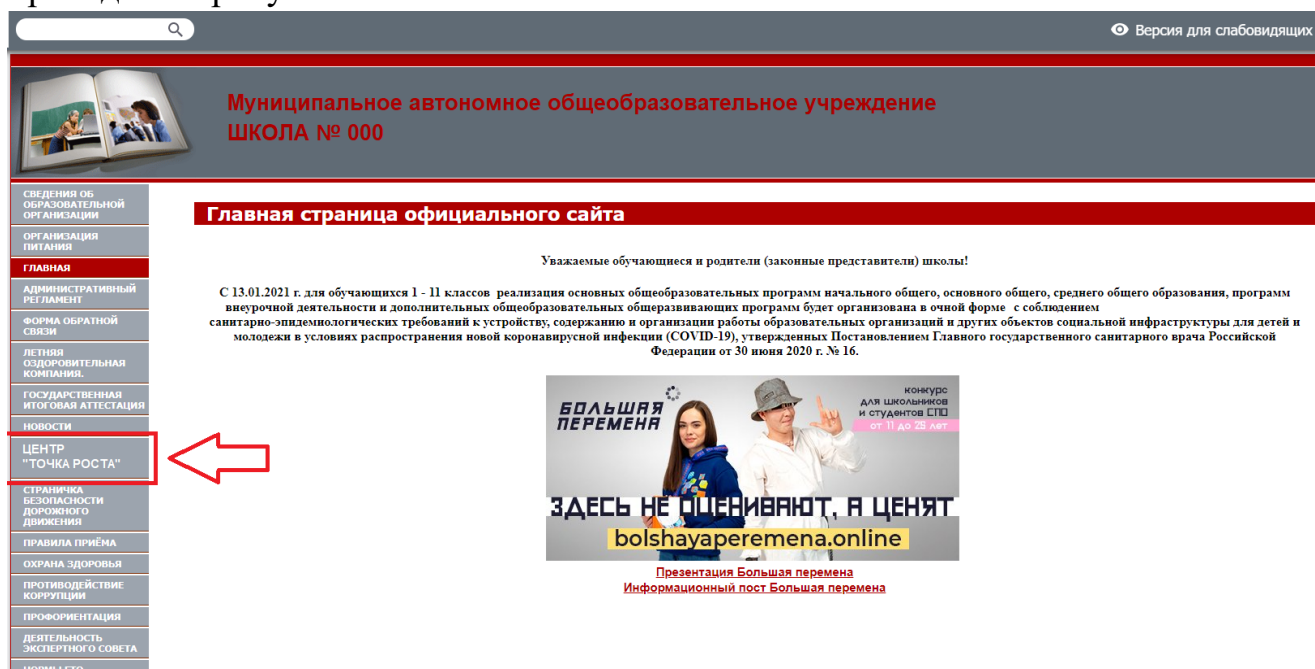 Версия для слабовидящих
Муниципальное автономное общеобразовательное учреждение
ШКОЛА № 000
СВЕДЕНИЯ ОБ
ОБРАЗОВАТЕЛЬНОЙ
ОРГАНИЗАЦИИ
ОРГАНИЗАЦИЯ
ПИТАНИЯ
ГЛАВНАЯ
АДМИНИСТРАТИВНЫЙ
РЕГЛАМЕНТ
ФОРМА ОБРАТНОЙ
СВЯЗИ
ЛЕТНЯЯ
ОЗДОРОВИТЕЛЬНАЯ
КОМПАНИЯ.
ГОСУДАРСТВЕННАЯ
ИТОГОВАЯ АТТЕСТАЦИЯ
НОВОСТИ
ЦЕНТР
"ТОЧКА РОСТА"
СТРАНИЧКА
БЕЗОПАСНОСТИ
ДОРОЖНОГО
ДВИЖЕНИЯ
ПРАВИЛА ПРИЁМА
ОХРАНА ЗДОРОВЬЯ
ПРОТИВОДЕЙСТВИЕ
КОРРУПЦИИ
ПРОФОРИЕНТАЦИЯ
ДЕЯТЕЛЬНОСТЬ
ЭКСПЕРТНОГО СОВЕТА
Главная страница официального сайта
Уважаемые обучающиеся и родители (законные представители) школы!
С 13.01.2021 г. для обучающихся 1 - 11 классов реализация основных общеобразовательных программ начального общего, основного общего, среднего общего образования, программ
внеурочной деятельности и дополнительных общеобразовательных общеразвивающих программ будет организована в очной форме с соблюдением
санитарно-эпидемиологических требований к устройству, содержанию и организации работы образовательных организаций и других объектов социальной инфраструктуры для детей и
молодежи в условиях распространения новой коронавирусной инфекции (COVID-19), утвержденных Постановлением Главного государственного санитарного врача Российской
Федерации от 30 июня 2020 г. № 16.
БОЛЬШАЯ
ПЕРЕМЕНА
конкурс
для школьников
и студентов СПО
от 11 до 25 лет
ЗДЕСЬ НЕ ОЦЕНИВАЮТ, А ЦЕНЯТ
bolshayaperemena.online
Презентация Большая перемена
Информационный пост Большая перемена